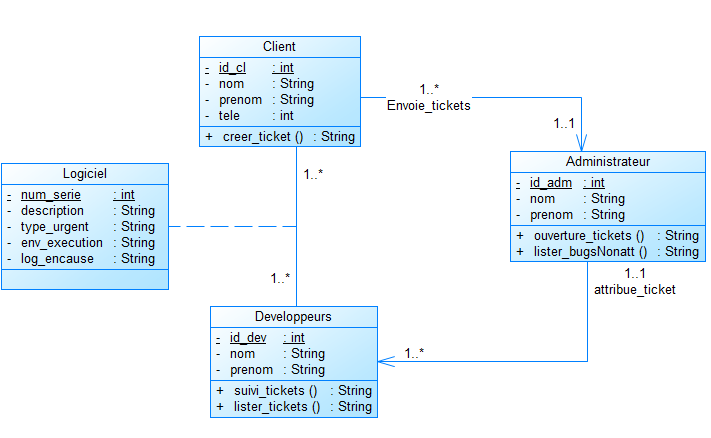 Client
- id_cl : int
- nom : String
- prenom : String
- tele : int
+ creer_ticket () : String
1..*
Envoie_tickets
1..1
1..*
Logiciel
- num_serie : int
- description : String
- type_urgent : String
- env_execution : String
- log_encause : String
Administrateur
- id_adm : int
- nom : String
- prenom : String
+ ouverture_tickets () : String
+ lister_bugsNonatt () : String
1..1
attribue_ticket
1..*
Developpeurs
- id_dev : int
- nom : String
- prenom : String
+ suivi_tickets () : String
+ lister_tickets () : String
1..*